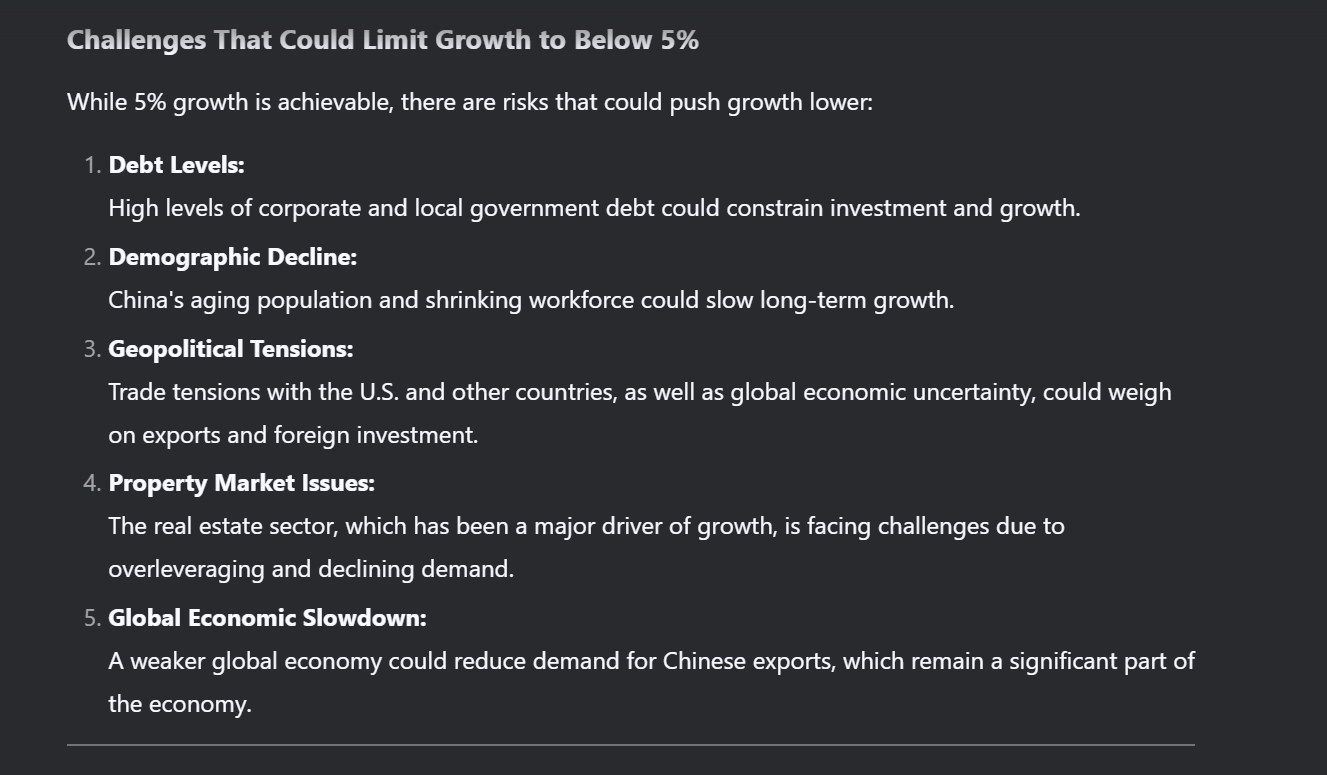 Challenges That Could Limit Growth to Below 5%
While 5% growth is achievable, there are risks that could push growth lower:
1. Debt Levels:
High levels of corporate and local government debt could constrain investment and growth.
2. Demographic Decline:
China's aging population and shrinking workforce could slow long-term growth.
3. Geopolitical Tensions:
Trade tensions with the U.S. and other countries, as well as global economic uncertainty, could weigh
on exports and foreign investment.
4. Property Market Issues:
The real estate sector, which has been a major driver of growth, is facing challenges due to
overleveraging and declining demand.
5. Global Economic Slowdown:
A weaker global economy could reduce demand for Chinese exports, which remain a significant part of
the economy.